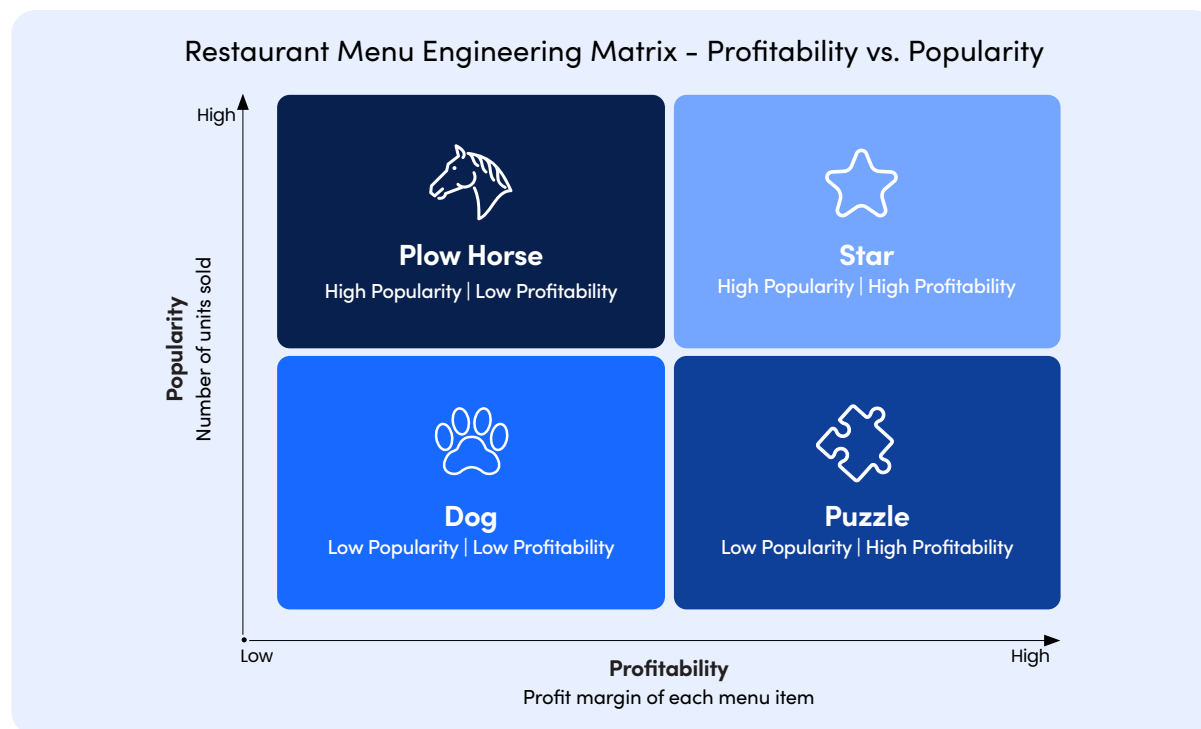 Restaurant Menu Engineering Matrix - Profitability vs. Popularity
High
Popularity
Number of units sold
Plow Horse
High Popularity | Low Profitability
Star
High Popularity | High Profitability
Dog
Low Popularity | Low Profitability
Puzzle
Low Popularity | High Profitability
Low
High
Profitability
Profit margin of each menu item